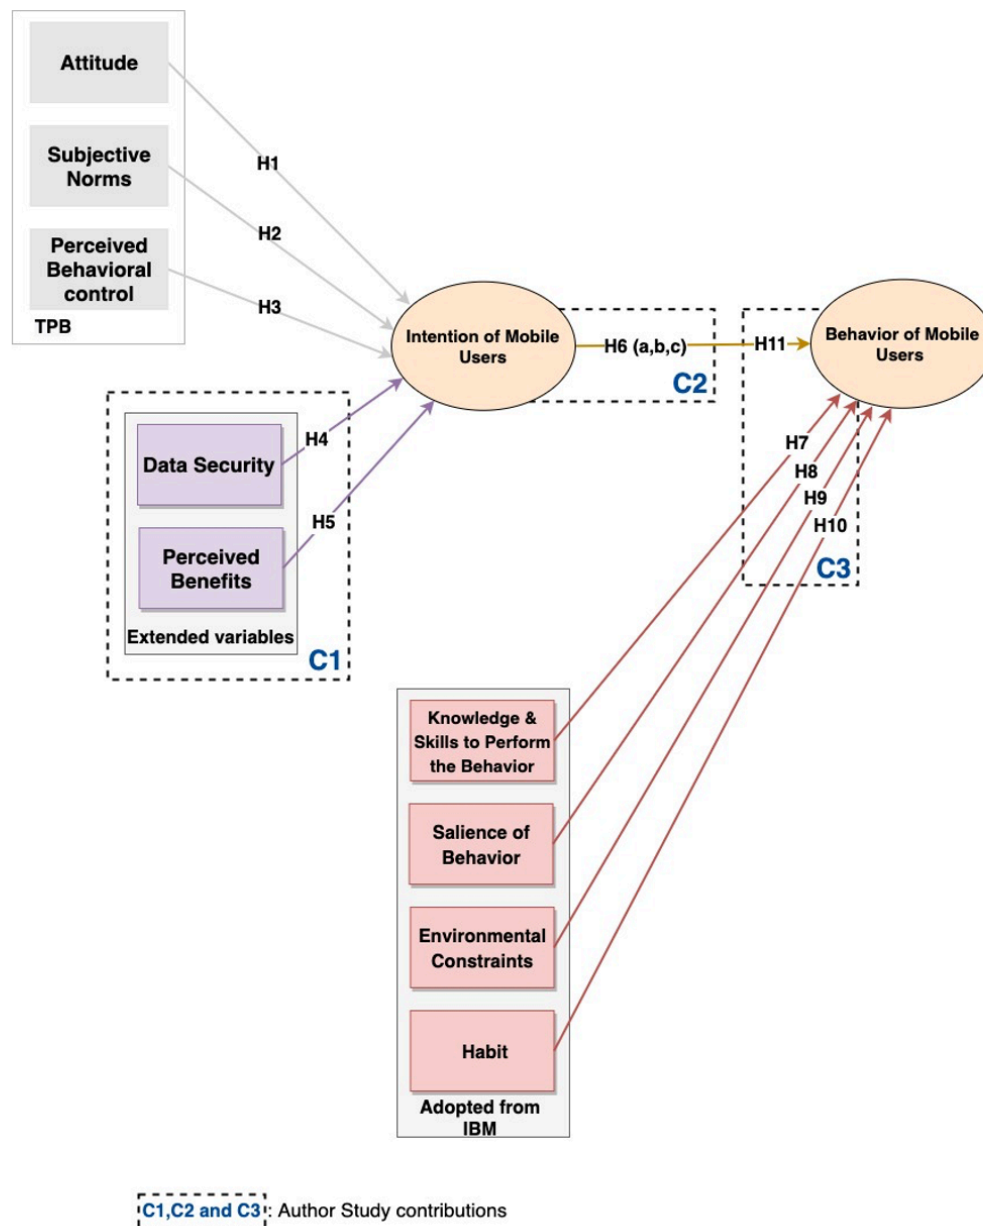 Attitude
Subjective
Norms
Perceived
Behavioral
control
TPB
H1
H2
H3
Intention of Mobile
Users
H6 (a,b,c)
C2
H11
Behavior of Mobile
Users
Data Security
Perceived
Benefits
Extended variables
C1
H4
H5
H7
H8
H9
H10
C3
Knowledge &
Skills to Perform
the Behavior
Salience of
Behavior
Environmental
Constraints
Habit
Adopted from
IBM
C1,C2 and C3 : Author Study contributions